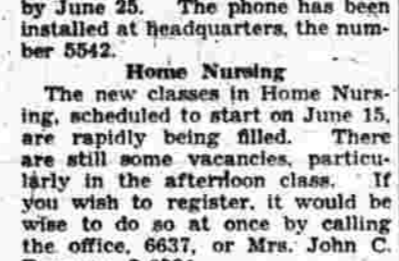 by June 25. The phone has been
installed at headquarters, the num-
ber 5542.
Home Nursing
The new classes in Home Nurs-
ing, scheduled to start on June 15,
are rapidly being filled. There
are still some vacancies, particu-
larly in the afternoon class. If
you wish to register, it would be
wise to do so at once by calling
the office, 6637, or Mrs. John C.